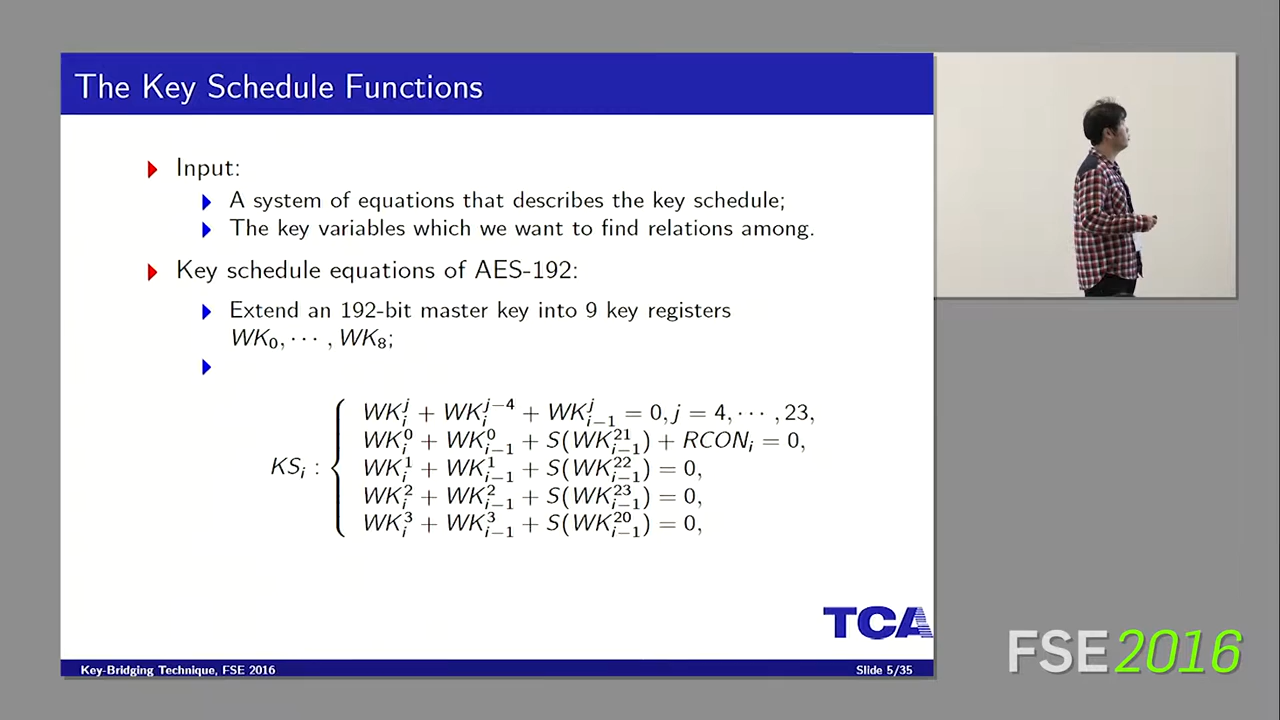 The Key Schedule Functions
Input:
A system of equations that describes the key schedule;
The key variables which we want to find relations among.
Key schedule equations of AES-192:
Extend an 192-bit master key into 9 key registers
WK₀, ⋯ , WK₈;
KSᵢ :
WKᵢʲ + WKᵢʲ⁻⁴ + WKᵢ₋₁ʲ = 0, j = 4, ⋯ , 23,
WKᵢ⁰ + WKᵢ₋₁⁰ + S(WKᵢ₋₁²¹) + RCONᵢ = 0,
WKᵢ¹ + WKᵢ₋₁¹ + S(WKᵢ₋₁²²) = 0,
WKᵢ² + WKᵢ₋₁² + S(WKᵢ₋₁²³) = 0,
WKᵢ³ + WKᵢ₋₁³ + S(WKᵢ₋₁²⁰) = 0,
TCA
Key-Bridging Technique, FSE 2016
Slide 5/35
FSE2016